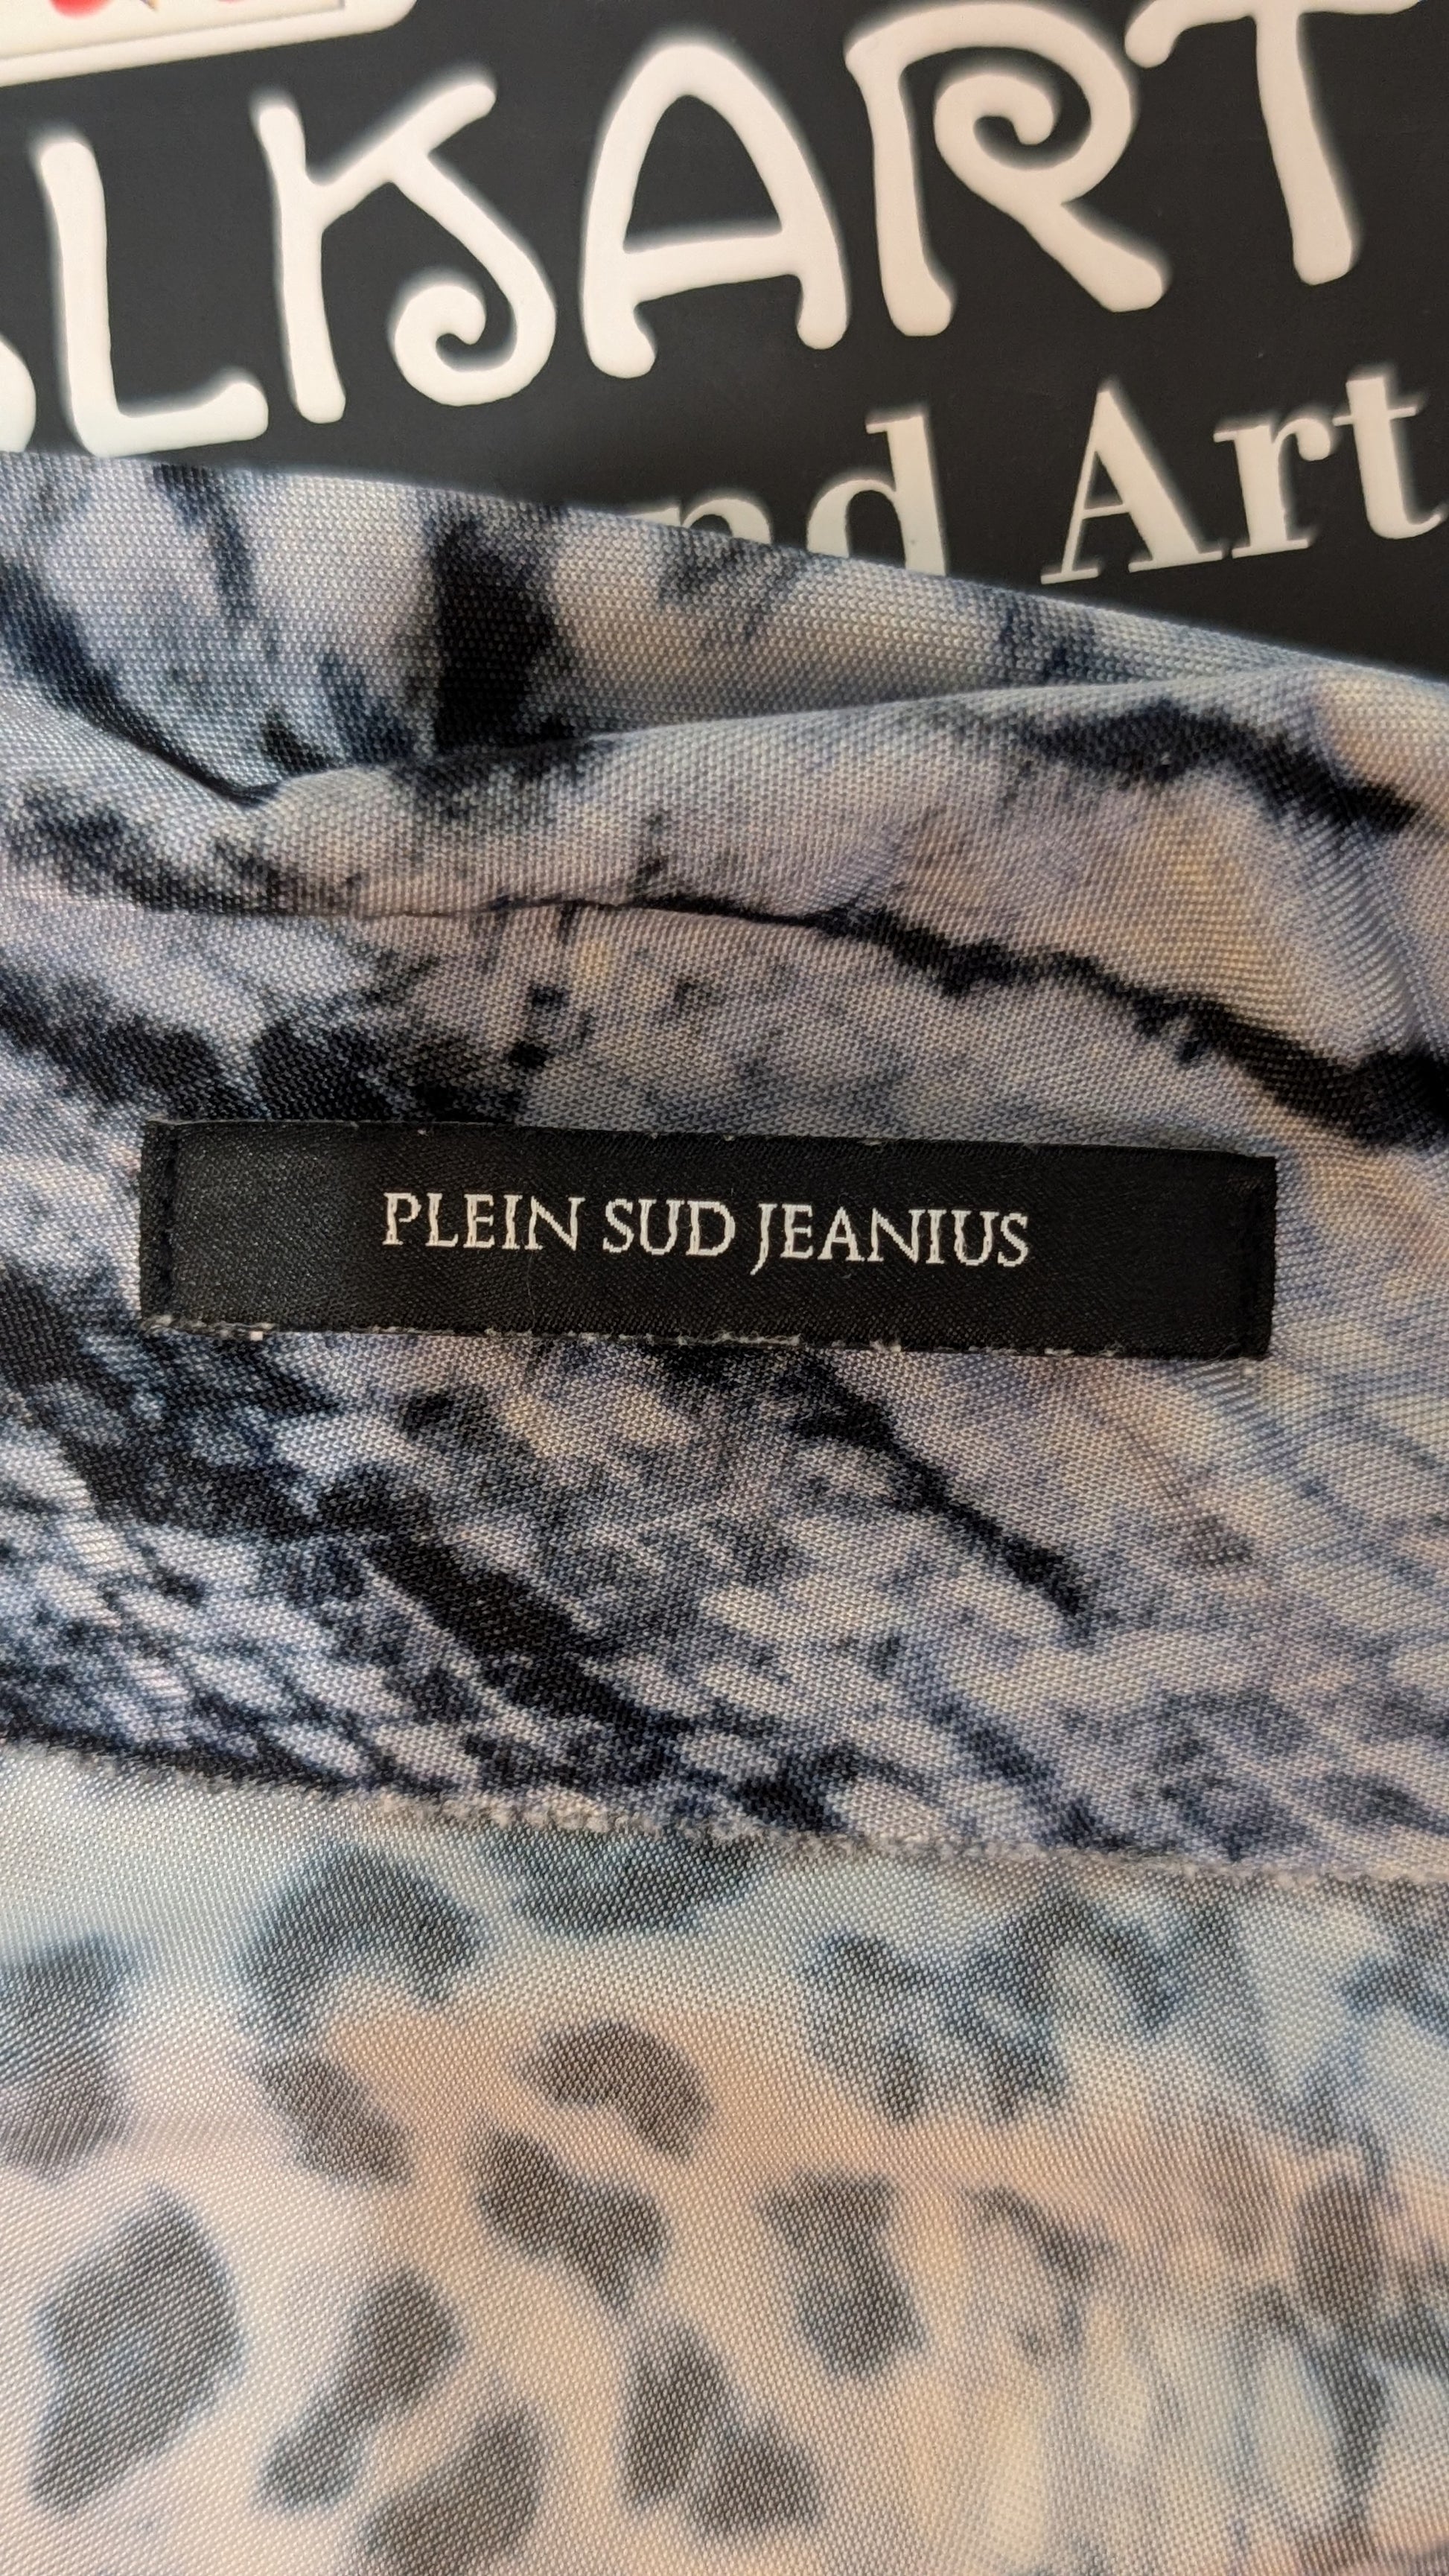 LKART
nd Art
PLEIN SUD JEANIUS